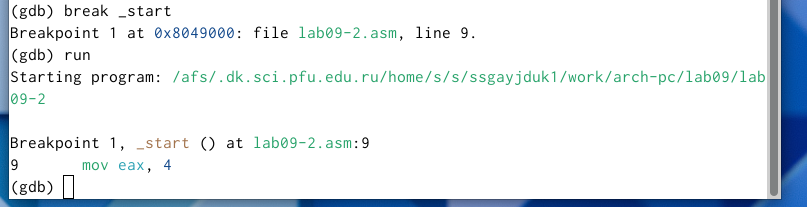 (gdb) break _start
Breakpoint 1 at 0x8049000: file lab09-2.asm, line 9.
(gdb) run
Starting program: /afs/.dk.sci.pfu.edu.ru/home/s/s/ssgayjduk1/work/arch-pc/lab09/lab
09-2
Breakpoint 1, _start () at lab09-2.asm:9
9       mov eax, 4
(gdb)